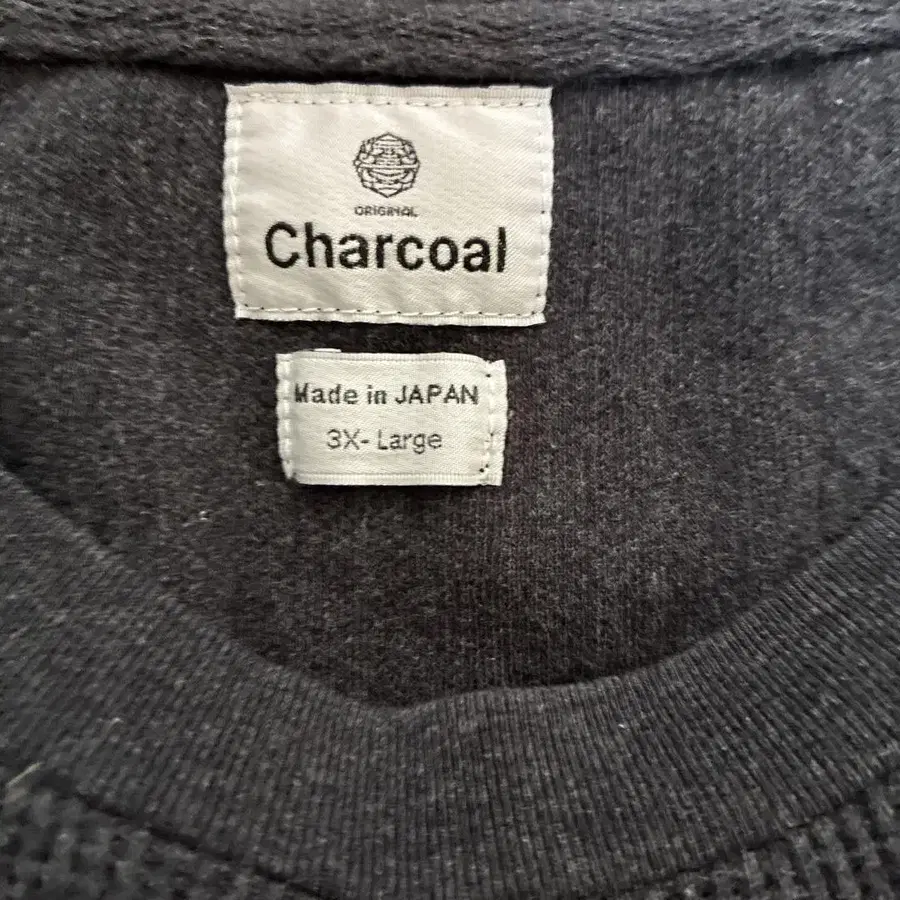 ORIGINAL
Charcoal
Made in JAPAN
3X- Large